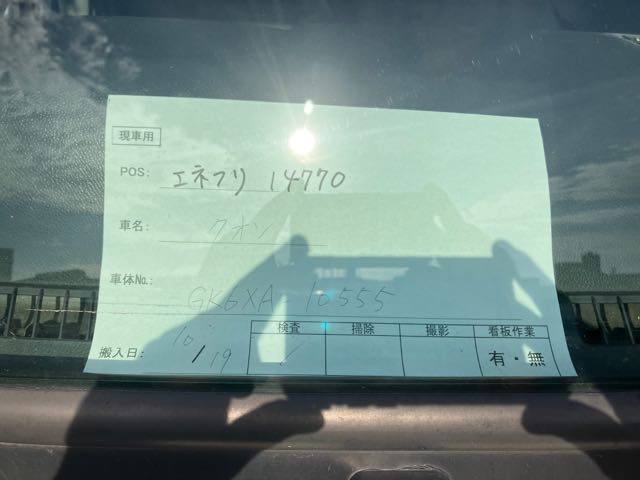 現車用
POS: エネフリ 14770
車名: クオン
車体No.: GK6XA 10555
検査 掃除 撮影 看板作業
搬入日: 10/19 ✓ 有・無